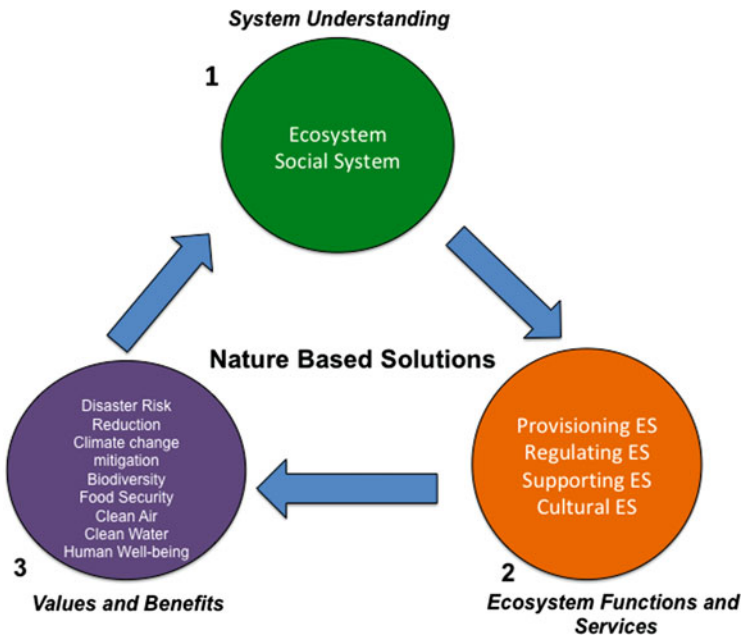 System Understanding
1
Ecosystem
Social System
Nature Based Solutions
Provisioning ES
Regulating ES
Supporting ES
Cultural ES
2
Ecosystem Functions and
Services
Disaster Risk
Reduction
Climate change
mitigation
Biodiversity
Food Security
Clean Air
Clean Water
Human Well-being
3
Values and Benefits